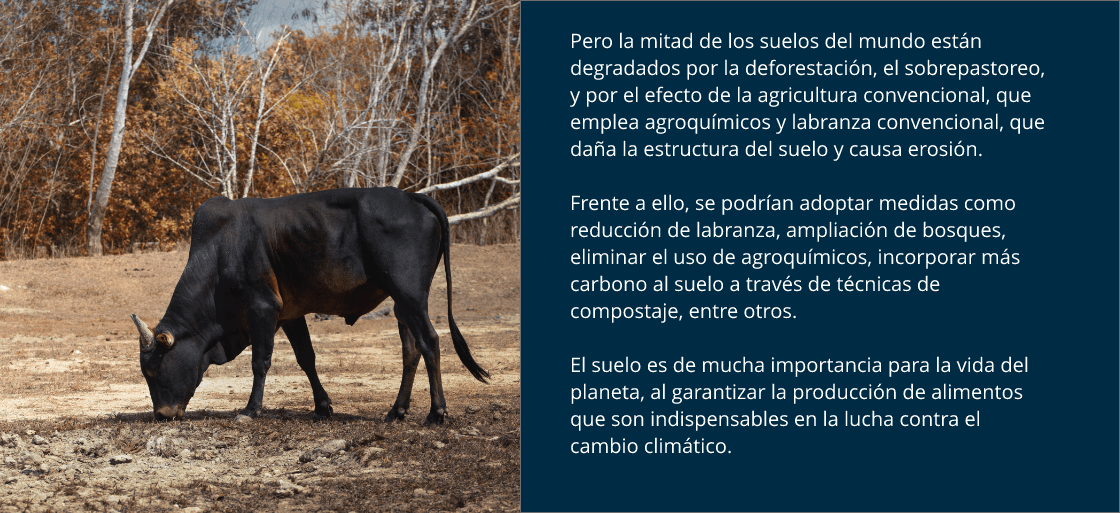 Pero la mitad de los suelos del mundo están
degradados por la deforestación, el sobrepastoreo,
y por el efecto de la agricultura convencional, que
emplea agroquímicos y labranza convencional, que
daña la estructura del suelo y causa erosión.
Frente a ello, se podrían adoptar medidas como
reducción de labranza, ampliación de bosques,
eliminar el uso de agroquímicos, incorporar más
carbono al suelo a través de técnicas de
compostaje, entre otros.
El suelo es de mucha importancia para la vida del
planeta, al garantizar la producción de alimentos
que son indispensables en la lucha contra el
cambio climático.